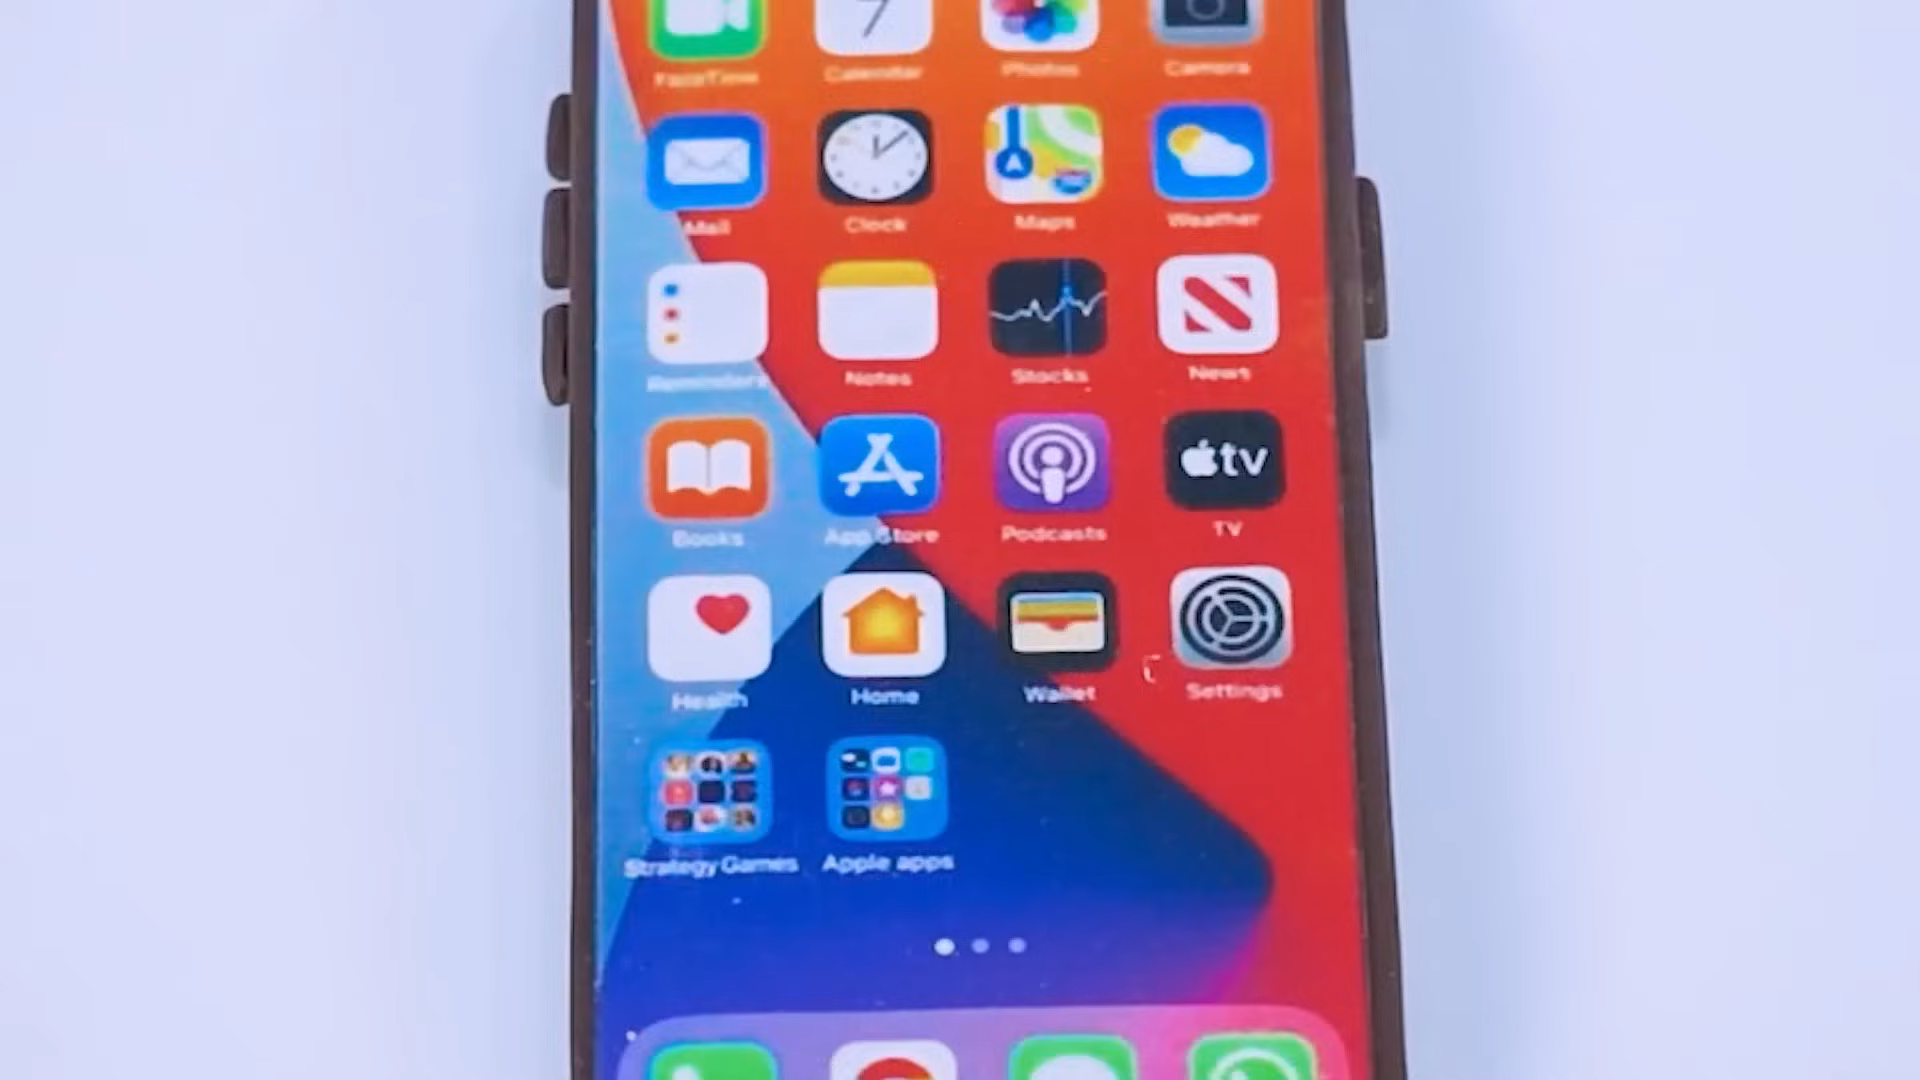 7
FaceTime Calendar Photos Camera
Mail Clock Maps Weather
Reminders Notes Stocks News
tv
Books App Store Podcasts TV
Health Home Wallet Settings
Strategy Games Apple apps